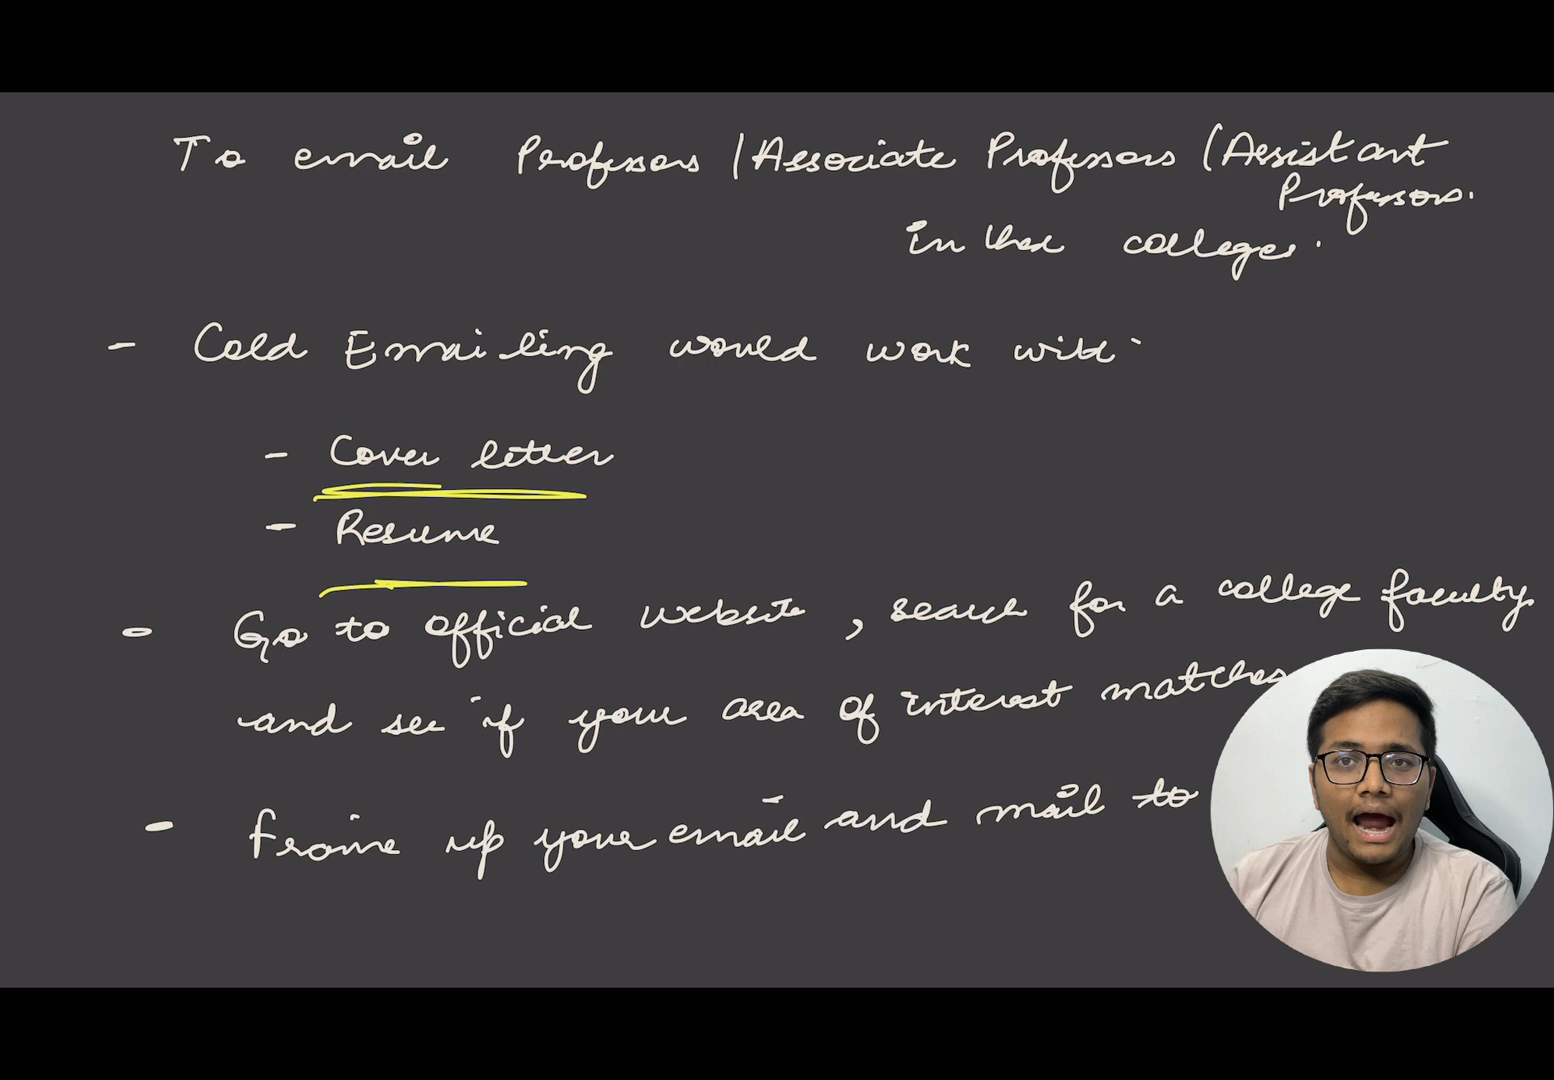 To email Professors / Associate Professors / Assistant
Professors.
in that colleges.
- Cold Emailing would work with -
- Cover letter
- Resume
- Go to official website, search for a college faculty
and see if your area of interest matches
- Frame up your email and mail to